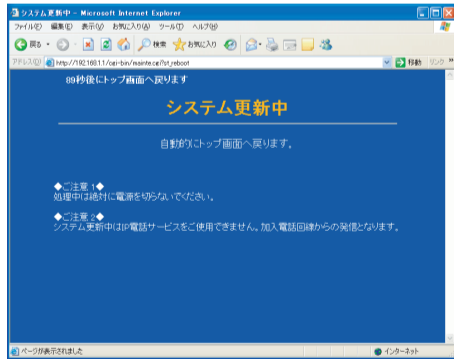 システム更新中 - Microsoft Internet Explorer
ファイル(F) 編集(E) 表示(V) お気に入り(A) ツール(T) ヘルプ(H)
戻る 検索 お気に入り
アドレス(D) http://192.168.1.1/cgi-bin/mainte.cgi?st_reboot 移動 リンク
89秒後にトップ画面へ戻ります
システム更新中
自動的にトップ画面へ戻ります。
◆ご注意 1◆
処理中は絶対に電源を切らないでください。
◆ご注意 2◆
システム更新中はIP電話サービスをご使用できません。加入電話回線からの発信となります。
ページが表示されました インターネット